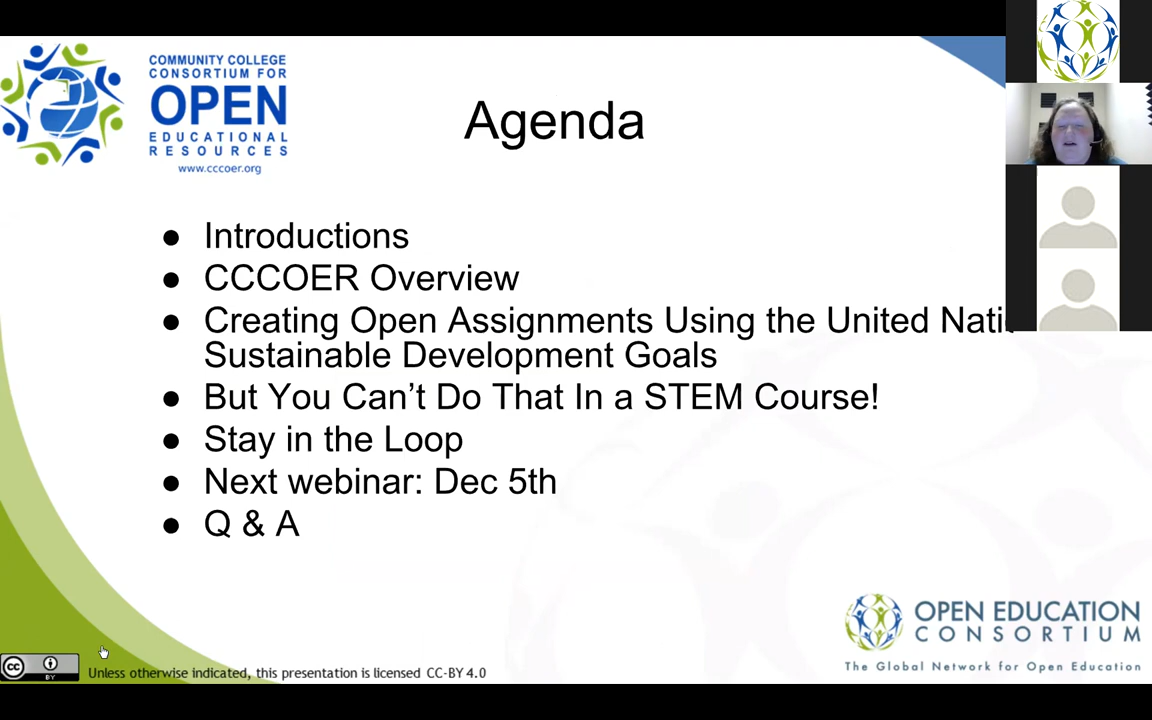 COMMUNITY COLLEGE
CONSORTIUM FOR
OPEN
EDUCATIONAL
RESOURCES
www.cccoer.org
Agenda
● Introductions
● CCCOER Overview
● Creating Open Assignments Using the United
Sustainable Development Goals
● But You Can’t Do That In a STEM Course!
● Stay in the Loop
● Next webinar: Dec 5th
● Q & A
OPEN EDUCATION
CONSORTIUM
The Global Network for Open Education
cc BY
Unless otherwise indicated, this presentation is licensed CC-BY 4.0